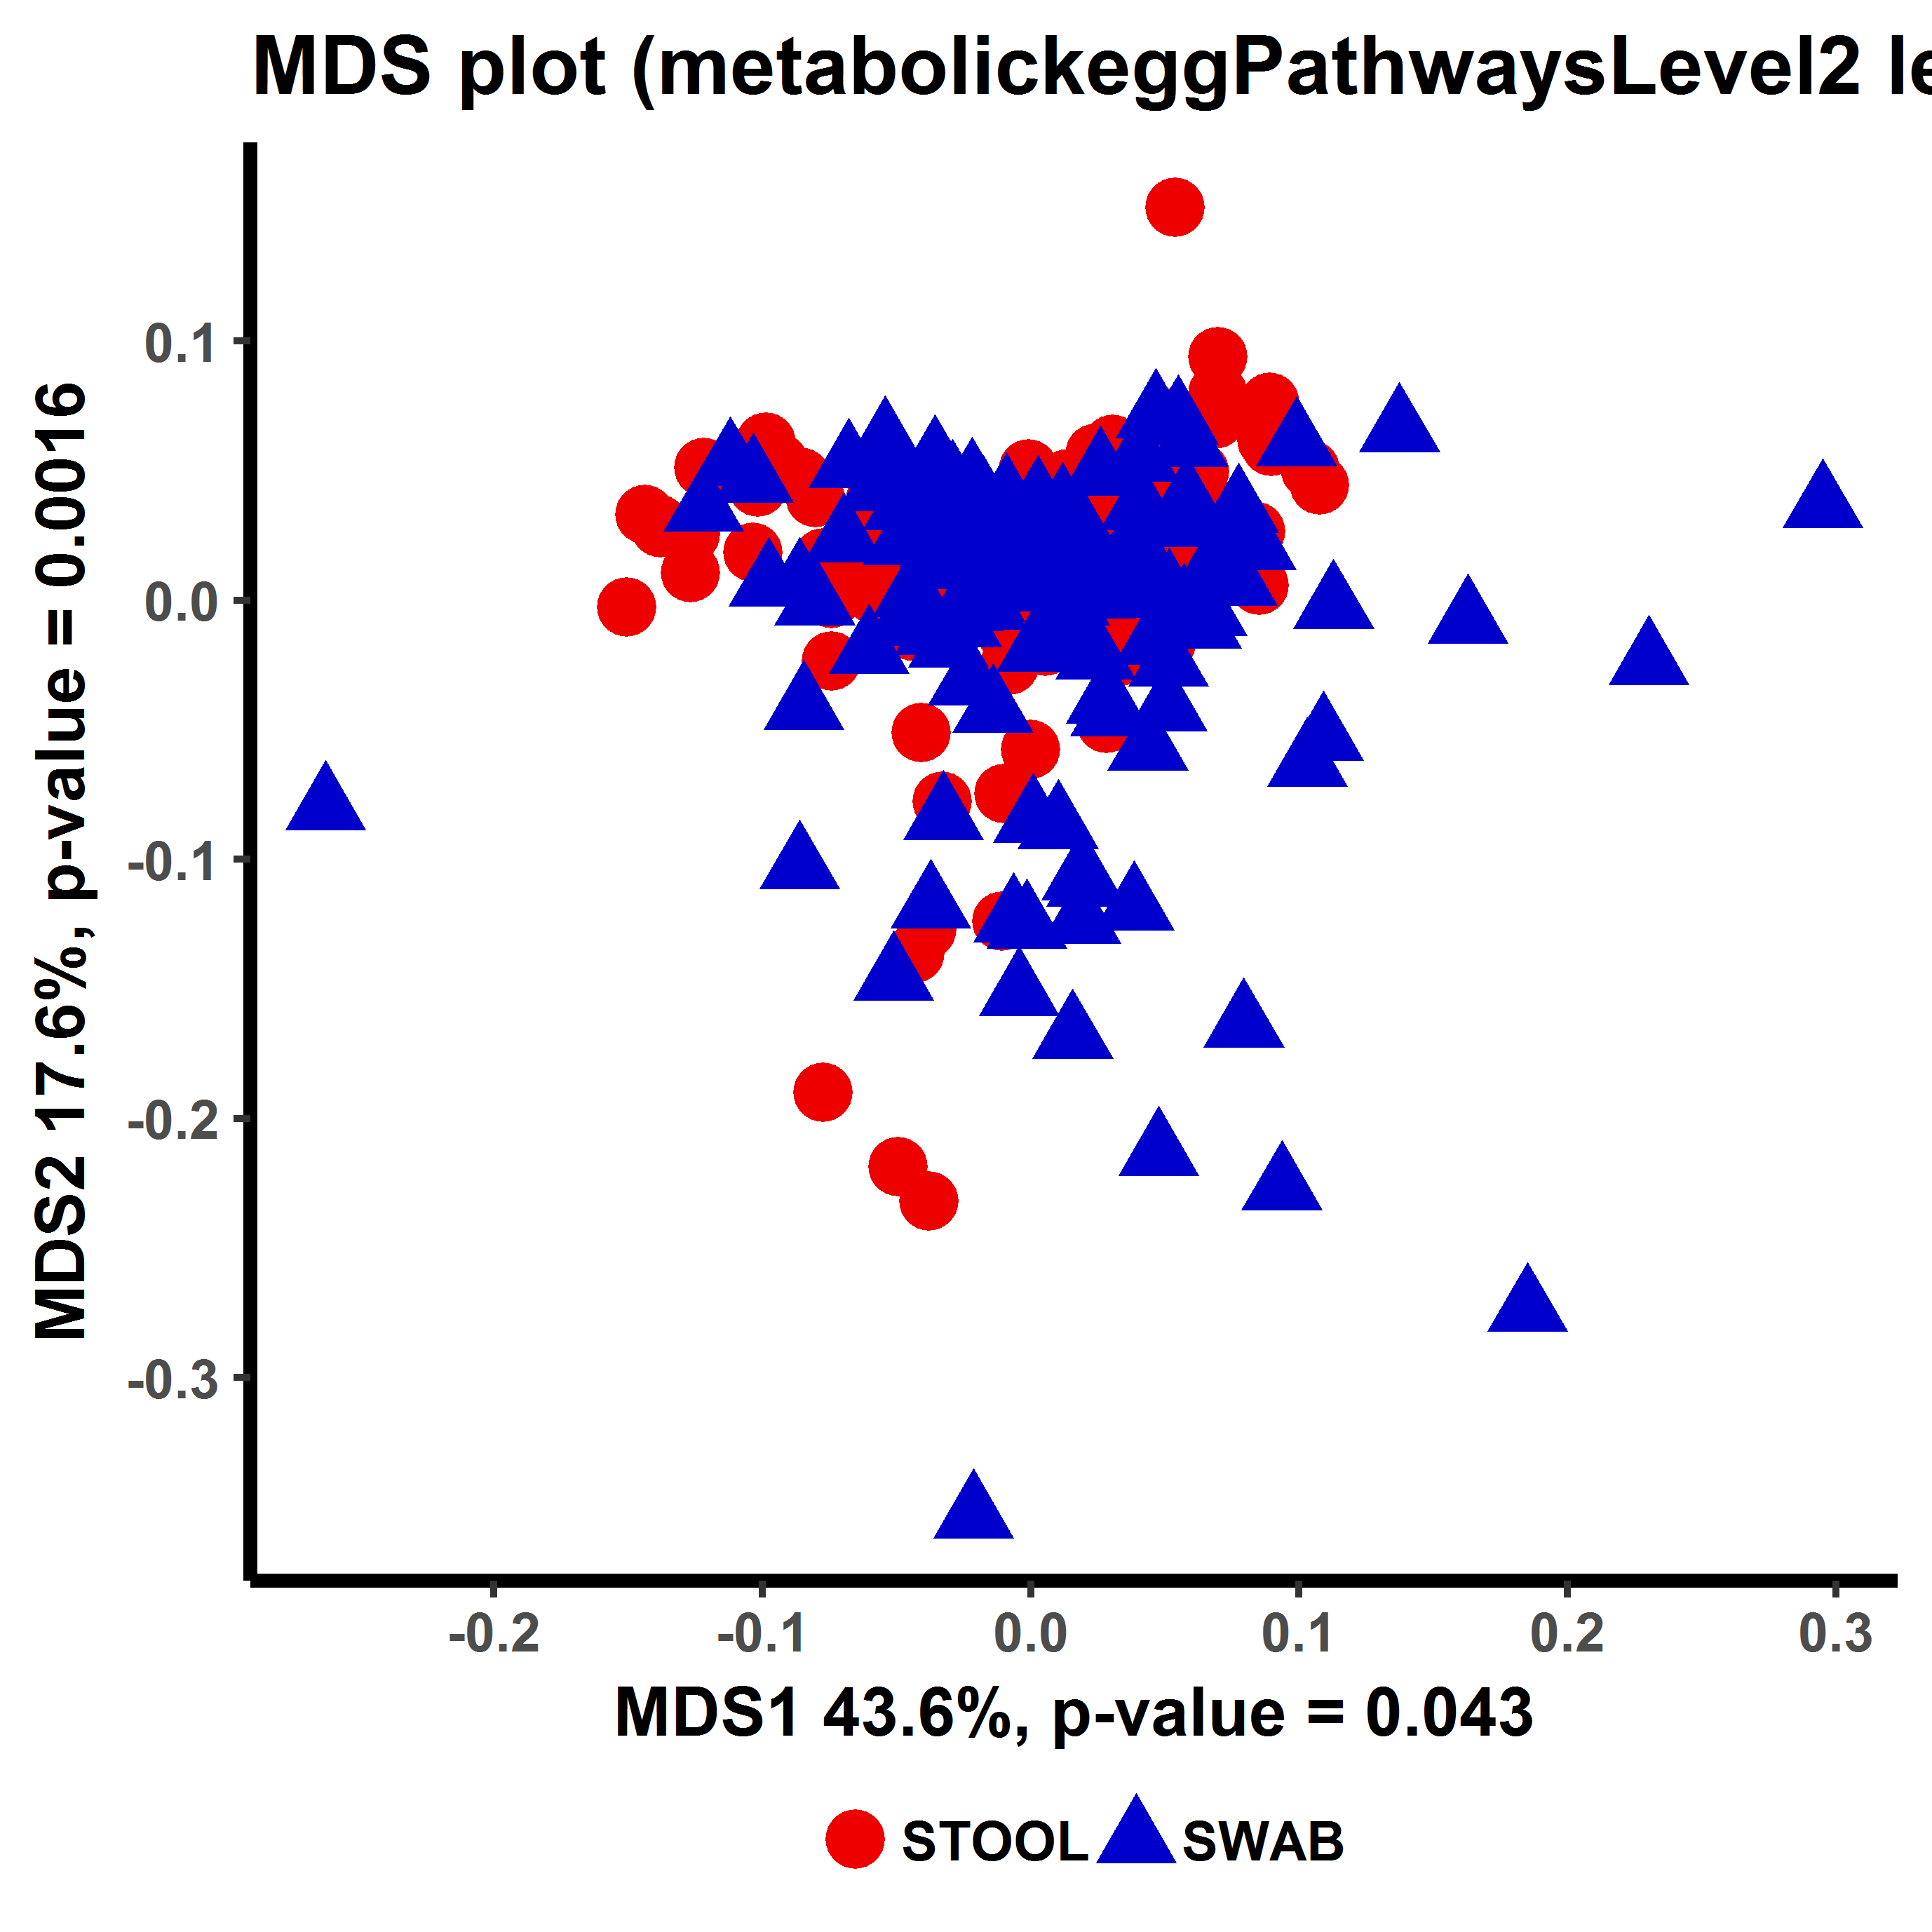 MDS plot (metabolickeggPathwaysLevel2 le
MDS2 17.6%, p-value = 0.0016
0.1
0.0
-0.1
-0.2
-0.3
-0.2 -0.1 0.0 0.1 0.2 0.3
MDS1 43.6%, p-value = 0.043
STOOL SWAB